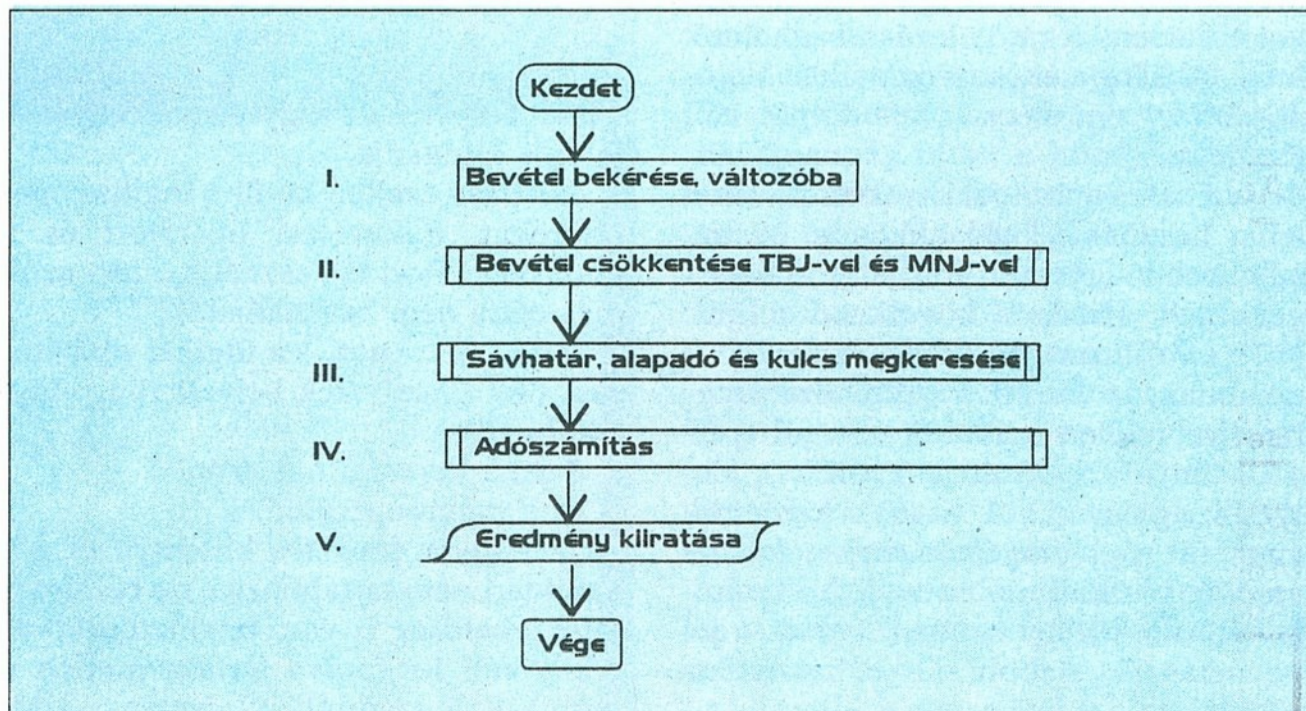 Kezdet
I. Bevétel bekérése, változóba
II. Bevétel csökkentése TBJ-vel és MNJ-vel
III. Sávhatár, alapadó és kulcs megkeresése
IV. Adószámítás
V. Eredmény kiiratása
Vége